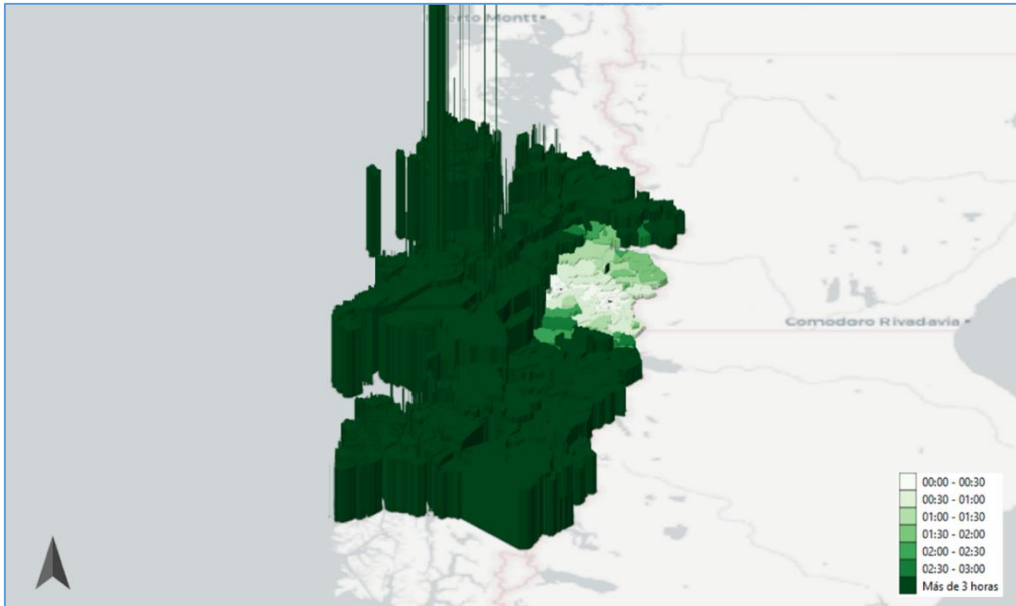 erto Montt
Comodoro Rivadavia
00:00 - 00:30
00:30 - 01:00
01:00 - 01:30
01:30 - 02:00
02:00 - 02:30
02:30 - 03:00
Más de 3 horas